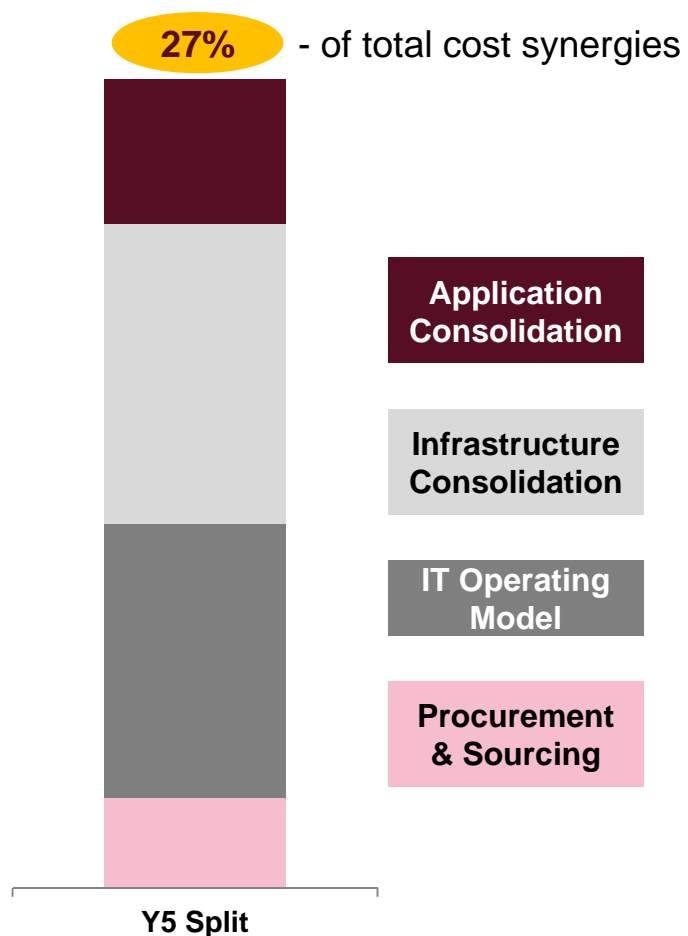 27% - of total cost synergies
Application
Consolidation
Infrastructure
Consolidation
IT Operating
Model
Procurement
& Sourcing
Y5 Split